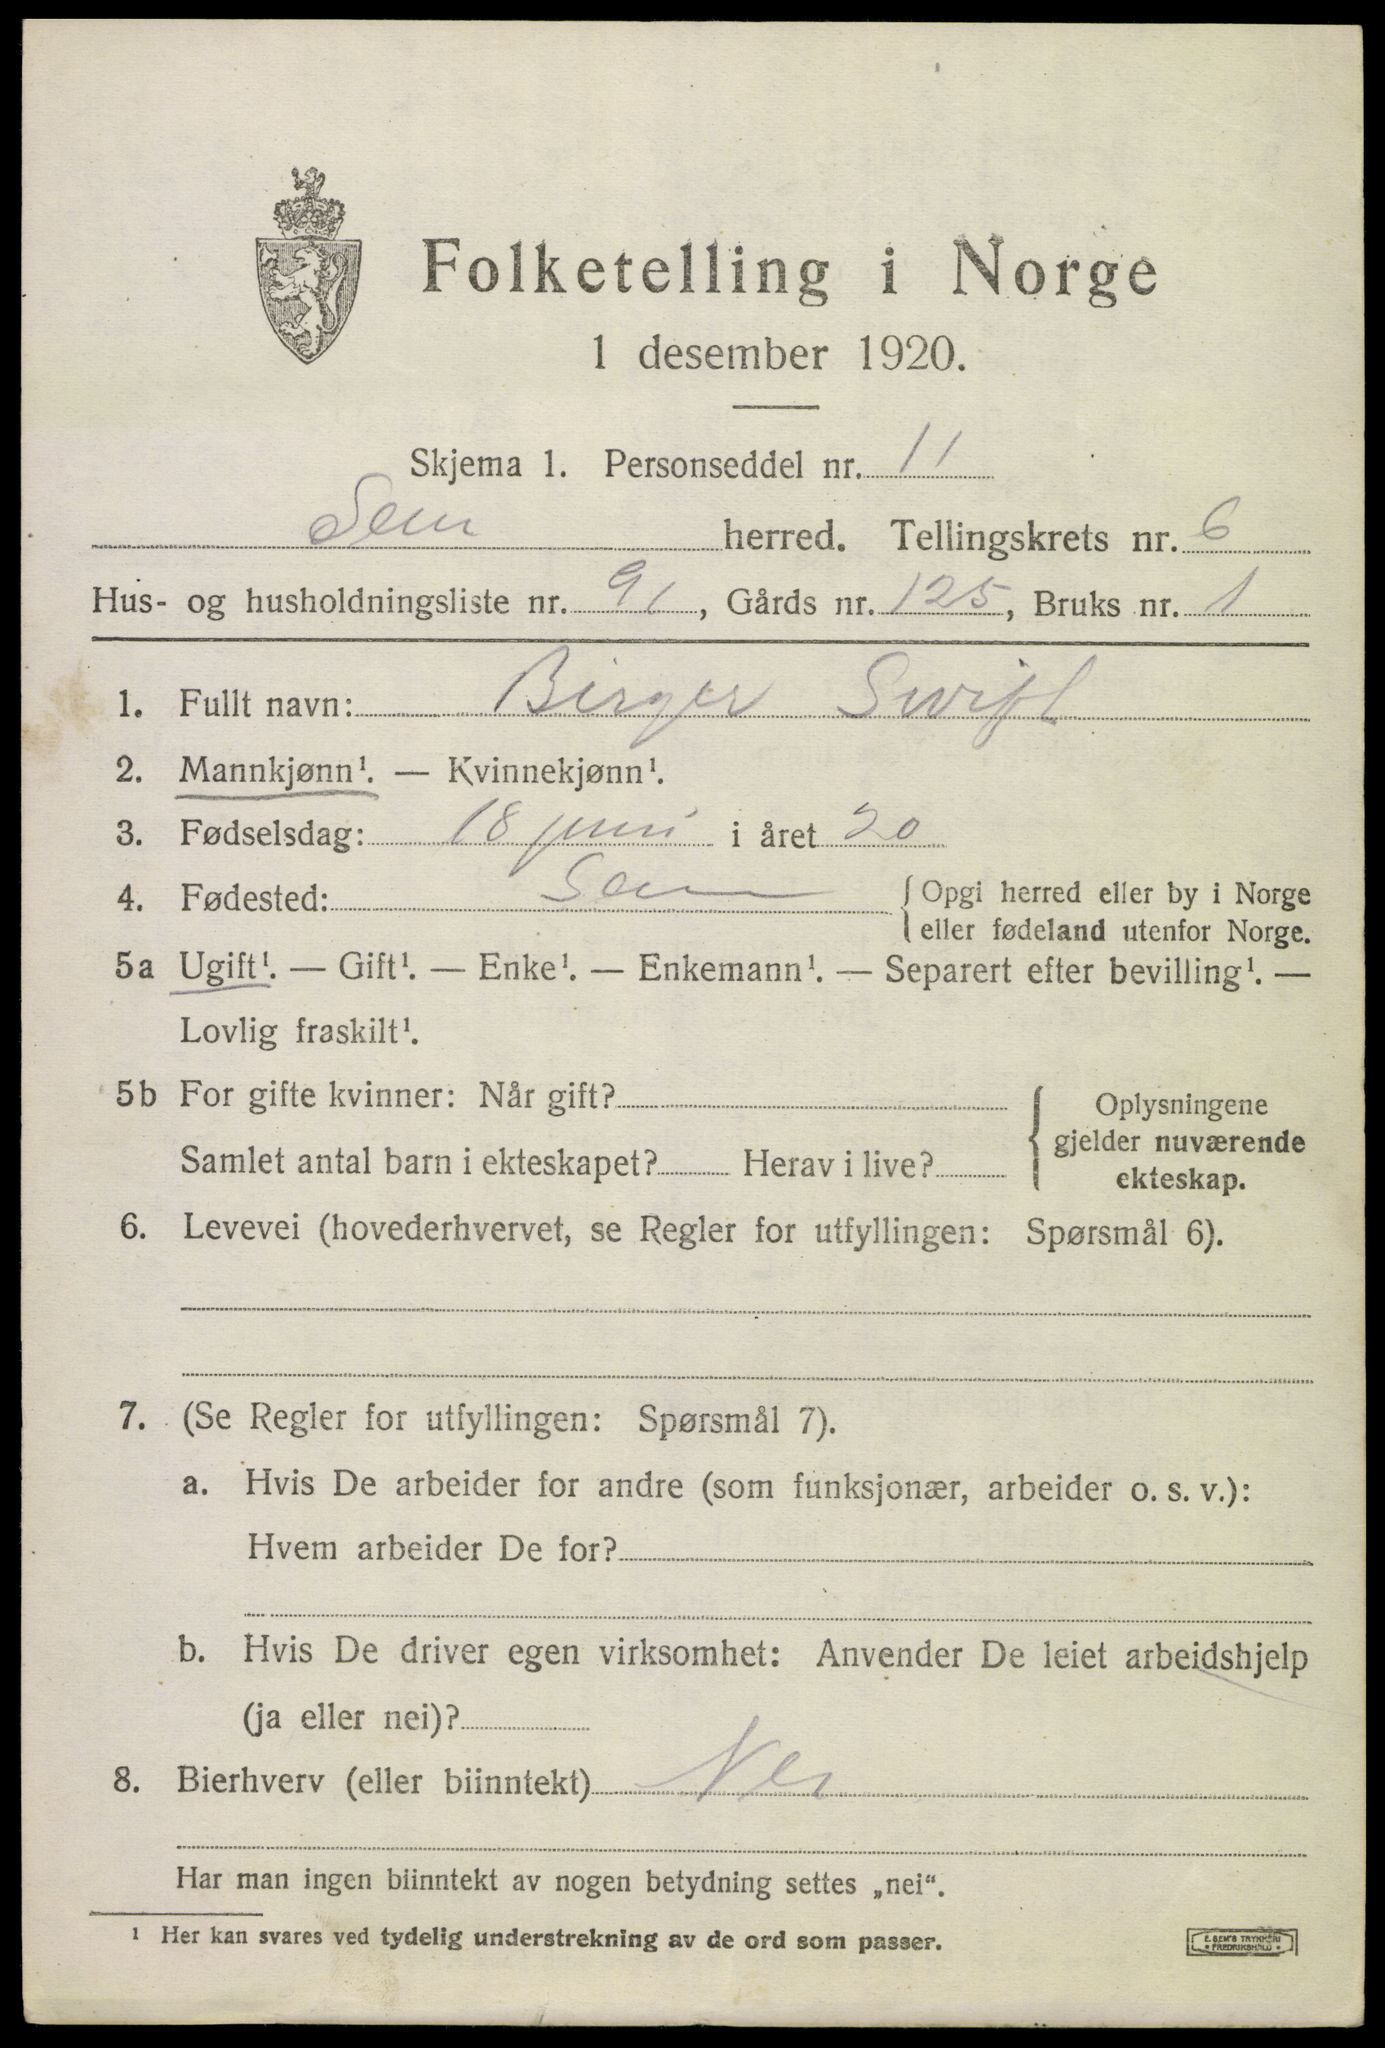 Folketelling i Norge
1 desember 1920.
Skjema 1. Personseddel nr. 11
Sem herred. Tellingskrets nr. 6
Hus- og husholdningsliste nr. 91, Gårds nr. 125, Bruks nr. 1
1. Fullt navn: Birger Swift
2. Mannkjønn¹. — Kvinnekjønn¹.
3. Fødselsdag: 18 juni i året 20
4. Fødested: Sem { Opgi herred eller by i Norge
eller fødeland utenfor Norge.
5a Ugift¹. — Gift¹. — Enke¹. — Enkemann¹. — Separert efter bevilling¹. —
Lovlig fraskilt¹.
5b For gifte kvinner: Når gift?
Samlet antal barn i ekteskapet? Herav i live?
{ Oplysningene
gjelder nuværende
ekteskap.
6. Levevei (hovederhvervet, se Regler for utfyllingen: Spørsmål 6).
7. (Se Regler for utfyllingen: Spørsmål 7).
a. Hvis De arbeider for andre (som funksjonær, arbeider o. s. v.):
Hvem arbeider De for?
b. Hvis De driver egen virksomhet: Anvender De leiet arbeidshjelp
(ja eller nei)?
8. Bierhverv (eller biinntekt) Nei
Har man ingen biinntekt av nogen betydning settes „nei“.
¹ Her kan svares ved tydelig understrekning av de ord som passer.
E. SEM'S TRYKKERI
* FREDRIKSHALD *